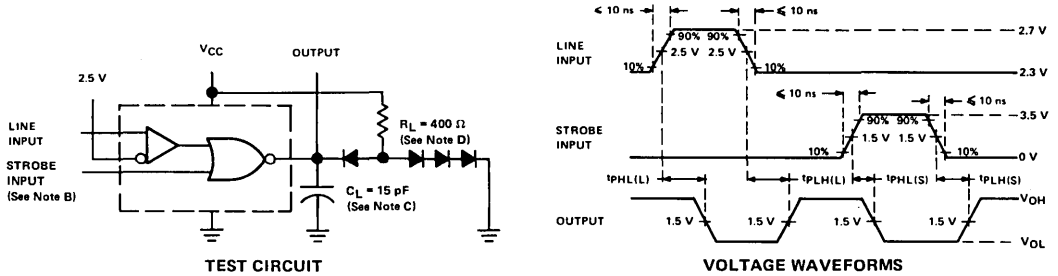 VCC
OUTPUT
2.5 V
LINE
INPUT
STROBE
INPUT
(See Note B)
RL = 400 Ω
(See Note D)
CL = 15 pF
(See Note C)
TEST CIRCUIT
≤ 10 ns
≤ 10 ns
LINE
INPUT
90% 90%
2.5 V 2.5 V
10%
10%
2.7 V
2.3 V
≤ 10 ns
≤ 10 ns
STROBE
INPUT
90% 90%
1.5 V 1.5 V
10%
10%
3.5 V
0 V
tPHL(L)
tPLH(L)
tPHL(S)
tPLH(S)
OUTPUT
1.5 V
1.5 V
1.5 V
1.5 V
VOH
VOL
VOLTAGE WAVEFORMS